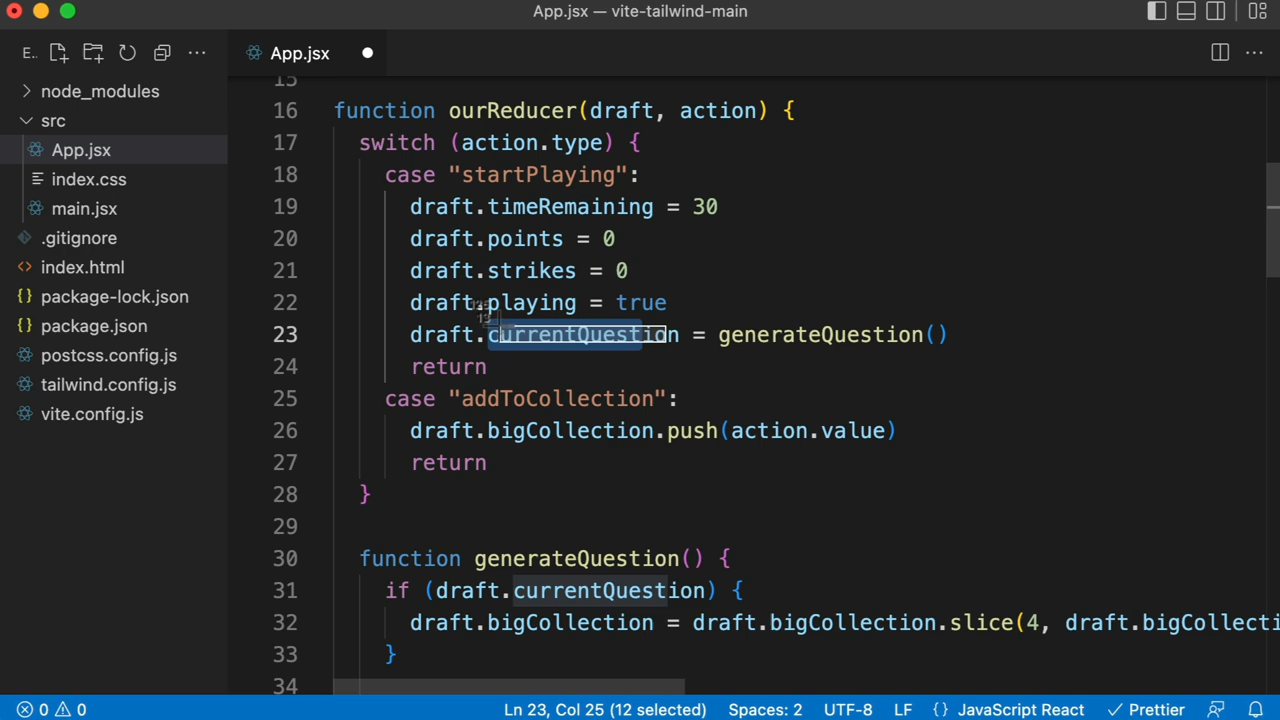 App.jsx — vite-tailwind-main
E..
App.jsx
node_modules
src
App.jsx
index.css
main.jsx
.gitignore
index.html
package-lock.json
package.json
postcss.config.js
tailwind.config.js
vite.config.js
15
16 function ourReducer(draft, action) {
17 switch (action.type) {
18 case "startPlaying":
19 draft.timeRemaining = 30
20 draft.points = 0
21 draft.strikes = 0
22 draft.playing = true
23 draft.currentQuestion = generateQuestion()
24 return
25 case "addToCollection":
26 draft.bigCollection.push(action.value)
27 return
28 }
29
30 function generateQuestion() {
31 if (draft.currentQuestion) {
32 draft.bigCollection = draft.bigCollection.slice(4, draft.bigCollecti
33 }
34
0 0 Ln 23, Col 25 (12 selected) Spaces: 2 UTF-8 LF {} JavaScript React Prettier